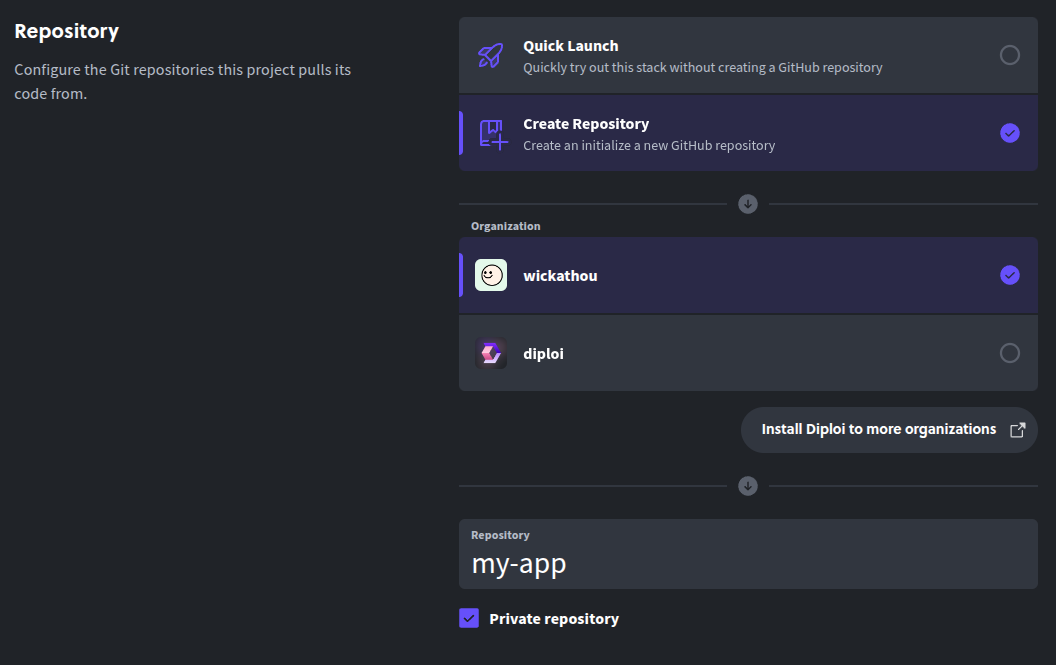 Repository
Configure the Git repositories this project pulls its
code from.
Quick Launch
Quickly try out this stack without creating a GitHub repository
Create Repository
Create an initialize a new GitHub repository
Organization
wickathou
diploi
Install Diploi to more organizations
Repository
my-app
Private repository